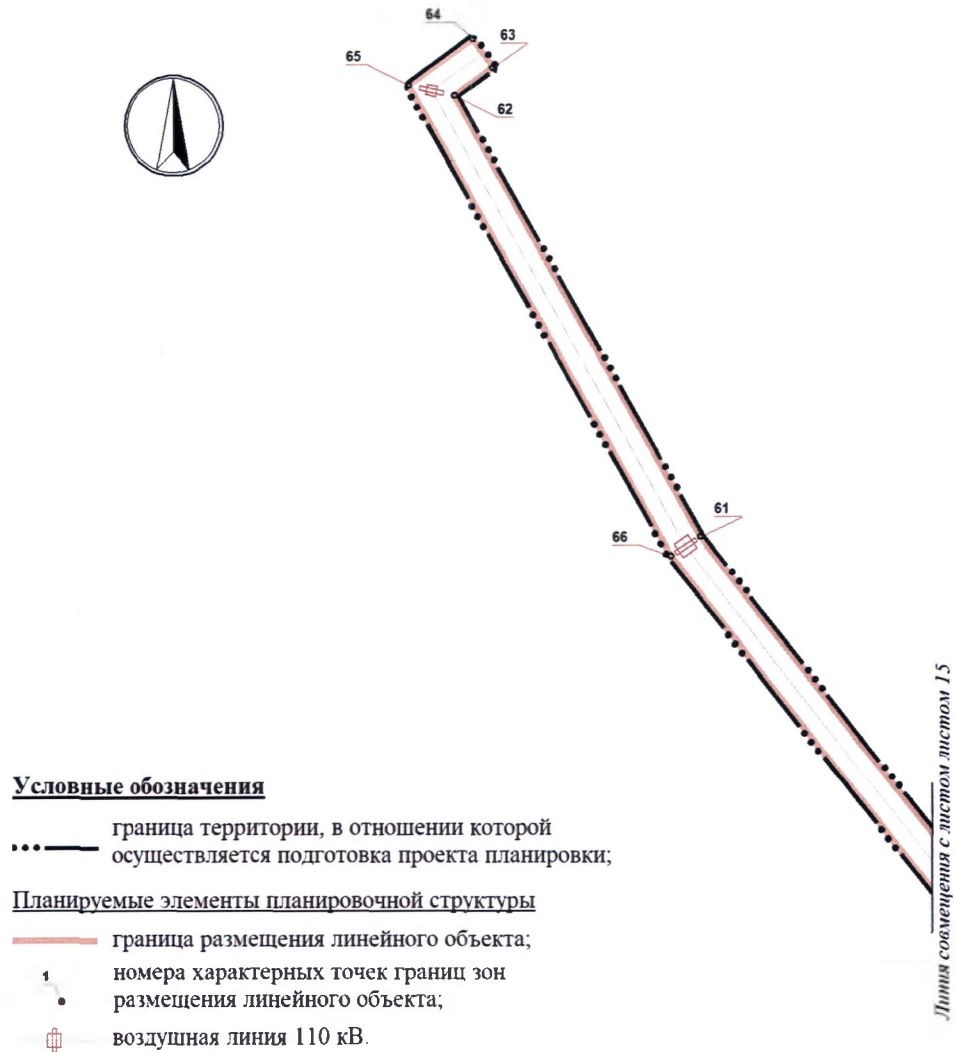 64
63
65
62
61
66
Линия совмещения с листом листом 15
Условные обозначения
граница территории, в отношении которой
осуществляется подготовка проекта планировки;
Планируемые элементы планировочной структуры
граница размещения линейного объекта;
1
номера характерных точек границ зон
размещения линейного объекта;
воздушная линия 110 кВ.